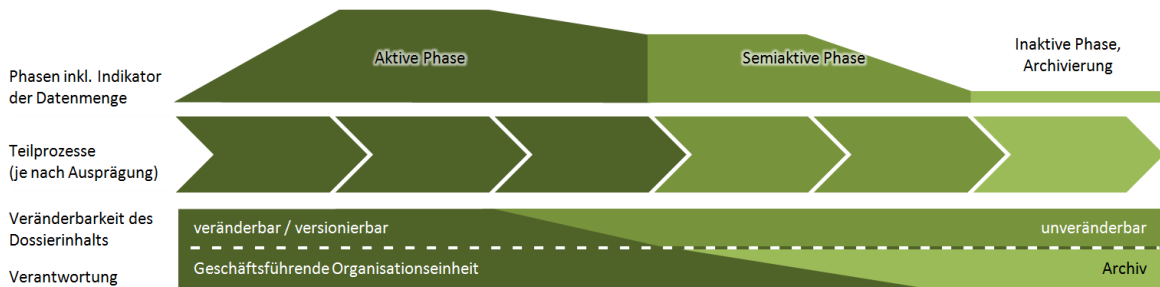 Phasen inkl. Indikator
der Datenmenge
Aktive Phase
Semiaktive Phase
Inaktive Phase,
Archivierung
Teilprozesse
(je nach Ausprägung)
Veränderbarkeit des
Dossierinhalts
veränderbar / versionierbar
unveränderbar
Verantwortung
Geschäftsführende Organisationseinheit
Archiv